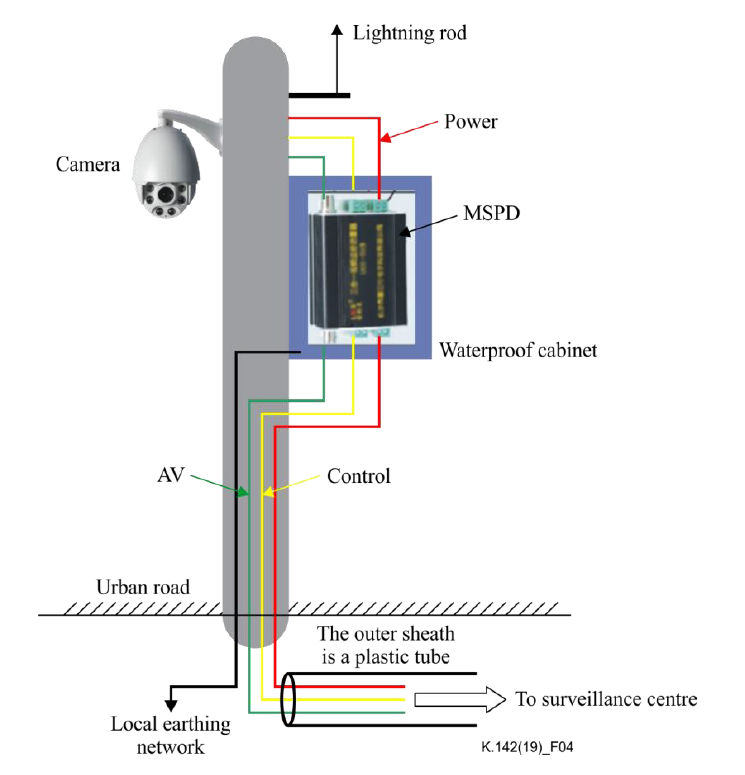 Lightning rod
Power
Camera
MSPD
Waterproof cabinet
AV
Control
Urban road
The outer sheath
is a plastic tube
To surveillance centre
Local earthing
network
K.142(19)_F04